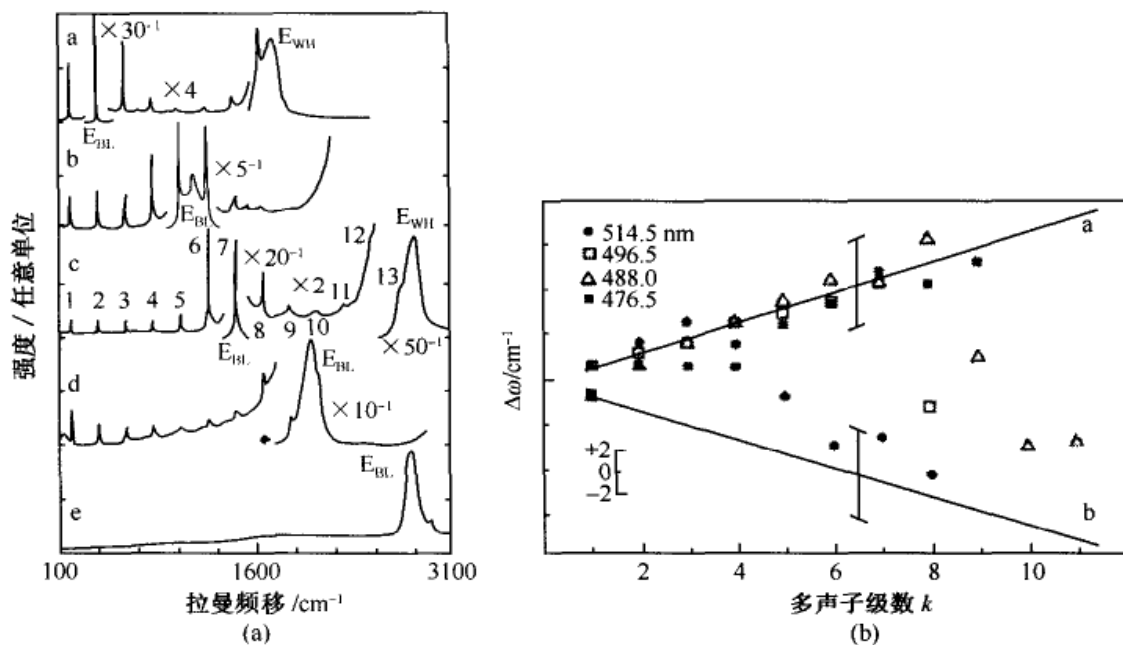 a
×30⁻¹
×4
E_WH
E_BL
b
×5⁻¹
E_BL
E_WH
c
1
2
3
4
5
6
7
×20⁻¹
8
9
×2
10
11
12
13
E_BL
×50⁻¹
d
E_BL
×10⁻¹
e
E_BL
强度 / 任意单位
100
1600
3100
拉曼频移 /cm⁻¹
(a)
514.5 nm
496.5
488.0
476.5
a
b
Δω/cm⁻¹
+2
0
−2
2
4
6
8
10
多声子级数 k
(b)